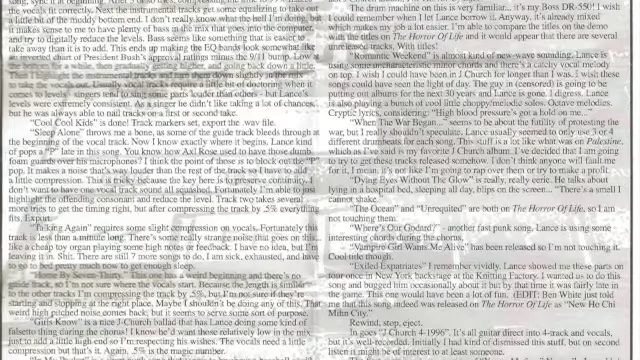 song, when it's beginning. After
the vocals in correctly. Next the instrumental tracks get some equalizing to take out
a little bit of the muddy bottom end. I don't really know what the hell I'm doing, but
it makes sense to me to have plenty of bass in the mix that goes into the computer,
and try to digitally reduce the levels. Bass seems like something that is easier to
take away than it is to add. This ends up making the EQ bands look somewhat like
an inverted chart of President Bush's approval ratings minus the 9/11 bump. Low at
the bottom for a while, then gradually getting higher, and going back down a
Then I highlight the instrumental tracks and turn them down slightly in the mix
to take the vocals out. Usually vocal tracks require a little bit of doctoring when it
comes to levels - singers tend to sing some parts louder that others - but Lance's
levels were extremely consistent. As a singer he didn't like taking a lot of chances,
but he was always able to nail tracks on a first or second take.
"Cool Cool Kids" is done! Track markers set, export the .wav file.
"Sleep Alone" throws me a bone, as some of the guide track bleeds through at
the beginning of the vocal track. Now I know exactly where it begins. Lance kind
of pops a "P" late in this song. You know how Axl Rose used to have those dumb
foam guards over his microphones? I think the point of those is to block out the "P"
pop. It makes a noise that's way louder than the rest of the track so I have to add
a little compression. This is tricky because the key here is to preserve certainty. I
don't want to have one vocal track sound all squashed. Fortunately I'm able to just
highlight the offending consonant and reduce the level. Track two takes several
more tries to get the timing right, but after compressing the track by .5% everything
fits, Export.
"Talking Again" requires some slight compression on vocals. Fortunately this
track is less than a minute long. There's some really strange noise that goes on this,
like a cheap toy organ playing some high notes or feedback. I have no idea, but I'm
leaving it in. Shit. There are still 7 more songs to do, I am sick, exhausted, and have
to go to bed pretty much now to get enough sleep.
"Home By Seven-Thirty." This one has a weird beginning and there's no
guide track, so I'm not sure where the vocals start. Because the length is similar
to the other tracks I'm compressing the track by .5%, but I'm not sure if they're
starting and stopping at the right place. Maybe I shouldn't be doing any of this. That
weird high pitched noise comes back, but it seems to serve some sort of purpose.
"Girls Know" is a nice J Church ballad that has Lance doing some kind of
falsetto thing during the chorus! I know he'd want those relatively low in the mix,
just to add a little high end so I'm respecting his wishes. The vocals need a little
compression but that's it. Again, .5% is the magic number.
The drum machine on this is very familiar... it's my Boss DR-550! I wish
I could remember when I let Lance borrow it. Anyway, it is already mixed
which makes my job a lot easier. I'm able to compare the titles on the demo
with the titles on The Horror Of Life and it would appear that there are several
unreleased tracks. With titles!
"Romantic Weekend" is almost kind of new-wave sounding. Lance is
using some uncharacteristic minor chords and there's a catchy vocal melody
on top. I wish I could have been in J Church for longer than I was. I wish these
songs could have seen the light of day. The guy in (censored) is going to be
putting out albums for the next 30 years and Lance is gone. I digress. Lance
is also playing a bunch of cool little choppy/melodic solos. Octave melodies.
Cryptic lyrics, considering: "High blood pressure's got a hold on me..."
"When The War Began..." seems to be about the futility of protesting the
war, but I really shouldn't speculate. Lance usually seemed to only use 3 or 4
different drumbeats for each song. This stuff is a lot like what was on Palestine,
which as I've said is my favorite J Church album. I've decided that I am going
to try to get these tracks released somehow. I don't think anyone will fault me
for it, I mean, it's not like I'm going to rap over them or try to make a profit.
"Dying Eyes Without The Glow" is really, really eerie. He talks about
lying in a hospital bed, sleeping all day, blips on the screen... "There's a smell I
cannot shake."
"The Ocean" and "Unrequited" are both on The Horror Of Life, so I am
not touching them.
"Where's Our Godard?" - another fast punk song, Lance is using some
interesting chords during the chorus.
"Vampire Girl Wants Me Alive" has been released so I'm not touching it.
Cool title though.
"Exiled Expatriates" I remember vividly. Lance showed me these parts on
tour once in New York backstage at the Knitting Factory. I wanted us to do this
song and bugged him occasionally about it but by that time it was fairly late in
the game. This one would have been a lot of fun. (EDIT: Ben White just told
me that this song indeed was released on The Horror of Life as "New Ho Chi
Mihn City.")
Rewind, step, eject.
In goes "J Church 4-1996". It's all guitar direct into 4-track and vocals,
but it's well-recorded. Initially I had kind of dismissed this stuff, but on second
listen it might be of interest to at least someone.